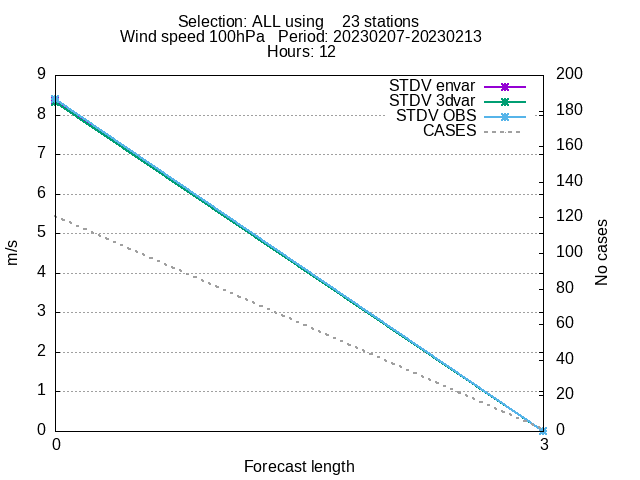 Selection: ALL using    23 stations
Wind speed 100hPa   Period: 20230207-20230213
Hours: 12
9
8
7
6
5
4
3
2
1
0
m/s
STDV envar
STDV 3dvar
STDV OBS
CASES
200
180
160
140
120
100
80
60
40
20
0
No cases
0
3
Forecast length